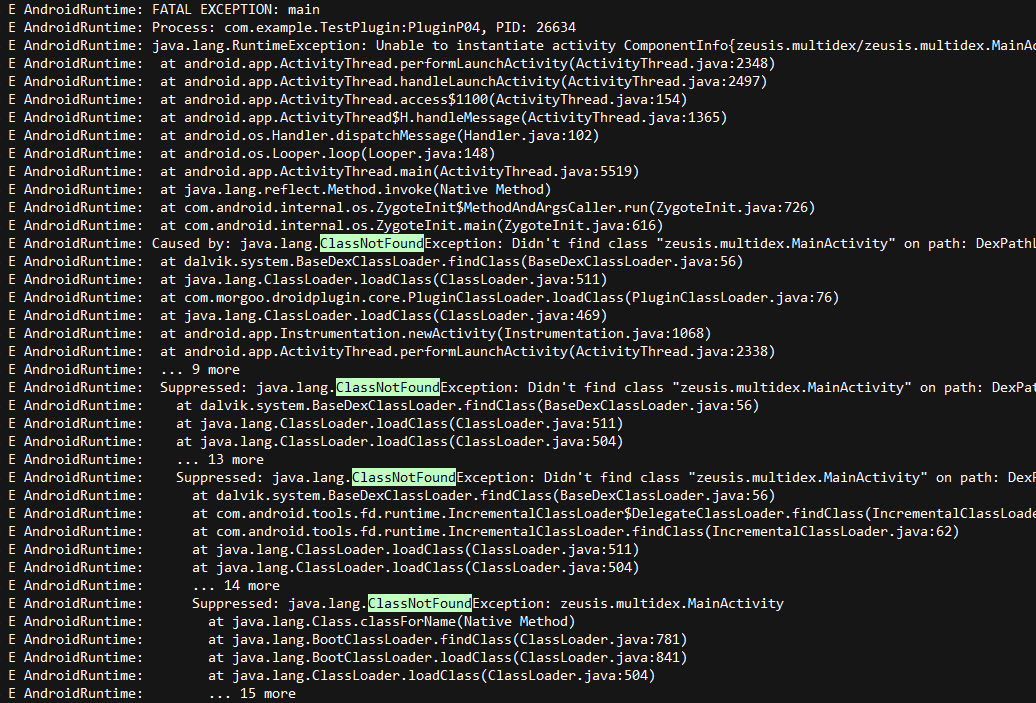 E AndroidRuntime: FATAL EXCEPTION: main
E AndroidRuntime: Process: com.example.TestPlugin:PluginP04, PID: 26634
E AndroidRuntime: java.lang.RuntimeException: Unable to instantiate activity ComponentInfo{zeusis.multidex/zeusis.multidex.MainAc
E AndroidRuntime:  at android.app.ActivityThread.performLaunchActivity(ActivityThread.java:2348)
E AndroidRuntime:  at android.app.ActivityThread.handleLaunchActivity(ActivityThread.java:2497)
E AndroidRuntime:  at android.app.ActivityThread.access$1100(ActivityThread.java:154)
E AndroidRuntime:  at android.app.ActivityThread$H.handleMessage(ActivityThread.java:1365)
E AndroidRuntime:  at android.os.Handler.dispatchMessage(Handler.java:102)
E AndroidRuntime:  at android.os.Looper.loop(Looper.java:148)
E AndroidRuntime:  at android.app.ActivityThread.main(ActivityThread.java:5519)
E AndroidRuntime:  at java.lang.reflect.Method.invoke(Native Method)
E AndroidRuntime:  at com.android.internal.os.ZygoteInit$MethodAndArgsCaller.run(ZygoteInit.java:726)
E AndroidRuntime:  at com.android.internal.os.ZygoteInit.main(ZygoteInit.java:616)
E AndroidRuntime: Caused by: java.lang.ClassNotFoundException: Didn't find class "zeusis.multidex.MainActivity" on path: DexPathL
E AndroidRuntime:  at dalvik.system.BaseDexClassLoader.findClass(BaseDexClassLoader.java:56)
E AndroidRuntime:  at java.lang.ClassLoader.loadClass(ClassLoader.java:511)
E AndroidRuntime:  at com.morgoo.droidplugin.core.PluginClassLoader.loadClass(PluginClassLoader.java:76)
E AndroidRuntime:  at java.lang.ClassLoader.loadClass(ClassLoader.java:469)
E AndroidRuntime:  at android.app.Instrumentation.newActivity(Instrumentation.java:1068)
E AndroidRuntime:  at android.app.ActivityThread.performLaunchActivity(ActivityThread.java:2338)
E AndroidRuntime:  ... 9 more
E AndroidRuntime:  Suppressed: java.lang.ClassNotFoundException: Didn't find class "zeusis.multidex.MainActivity" on path: DexPat
E AndroidRuntime:    at dalvik.system.BaseDexClassLoader.findClass(BaseDexClassLoader.java:56)
E AndroidRuntime:    at java.lang.ClassLoader.loadClass(ClassLoader.java:511)
E AndroidRuntime:    at java.lang.ClassLoader.loadClass(ClassLoader.java:504)
E AndroidRuntime:    ... 13 more
E AndroidRuntime:    Suppressed: java.lang.ClassNotFoundException: Didn't find class "zeusis.multidex.MainActivity" on path: DexP
E AndroidRuntime:      at dalvik.system.BaseDexClassLoader.findClass(BaseDexClassLoader.java:56)
E AndroidRuntime:      at com.android.tools.fd.runtime.IncrementalClassLoader$DelegateClassLoader.findClass(IncrementalClassLoade
E AndroidRuntime:      at com.android.tools.fd.runtime.IncrementalClassLoader.findClass(IncrementalClassLoader.java:62)
E AndroidRuntime:      at java.lang.ClassLoader.loadClass(ClassLoader.java:511)
E AndroidRuntime:      at java.lang.ClassLoader.loadClass(ClassLoader.java:504)
E AndroidRuntime:      ... 14 more
E AndroidRuntime:      Suppressed: java.lang.ClassNotFoundException: zeusis.multidex.MainActivity
E AndroidRuntime:        at java.lang.Class.classForName(Native Method)
E AndroidRuntime:        at java.lang.BootClassLoader.findClass(ClassLoader.java:781)
E AndroidRuntime:        at java.lang.BootClassLoader.loadClass(ClassLoader.java:841)
E AndroidRuntime:        at java.lang.ClassLoader.loadClass(ClassLoader.java:504)
E AndroidRuntime:        ... 15 more